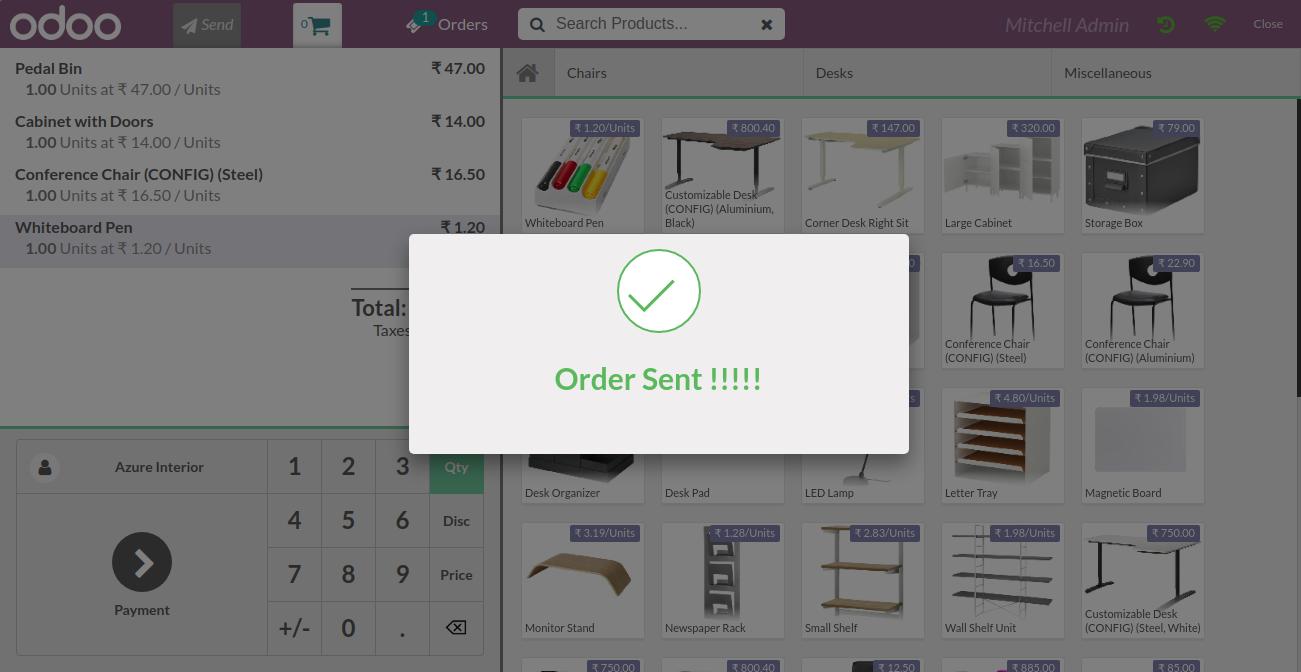 odoo
Send
0
1
Orders
Search Products...
Mitchell Admin
Close
Pedal Bin ₹ 47.00
1.00 Units at ₹ 47.00 / Units
Cabinet with Doors ₹ 14.00
1.00 Units at ₹ 14.00 / Units
Conference Chair (CONFIG) (Steel) ₹ 16.50
1.00 Units at ₹ 16.50 / Units
Whiteboard Pen ₹ 1.20
1.00 Units at ₹ 1.20 / Units
Total:
Taxes
Azure Interior
Payment
1 2 3 Qty
4 5 6 Disc
7 8 9 Price
+/- 0 .
Chairs
Desks
Miscellaneous
₹ 1.20/Units
Whiteboard Pen
₹ 800.40
Customizable Desk
(CONFIG) (Aluminium,
Black)
₹ 147.00
Corner Desk Right Sit
₹ 320.00
Large Cabinet
₹ 79.00
Storage Box
₹ 16.50
Conference Chair
(CONFIG) (Steel)
₹ 22.90
Conference Chair
(CONFIG) (Aluminium)
Order Sent !!!!!
Desk Organizer
Desk Pad
LED Lamp
₹ 4.80/Units
Letter Tray
₹ 1.98/Units
Magnetic Board
₹ 3.19/Units
Monitor Stand
₹ 1.28/Units
Newspaper Rack
₹ 2.83/Units
Small Shelf
₹ 1.98/Units
Wall Shelf Unit
₹ 750.00
Customizable Desk
(CONFIG) (Steel, White)
₹ 750.00
₹ 800.40
₹ 12.50
₹ 885.00
₹ 85.00